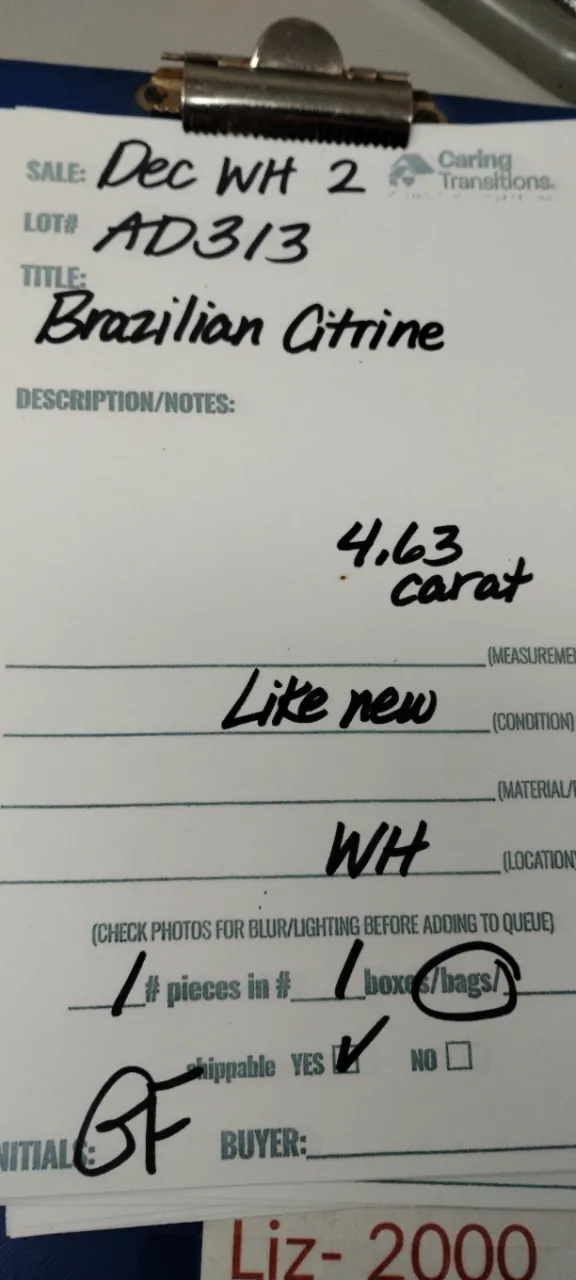 SALE: Dec WH 2 Caring Transitions.
LOT# AD313
TITLE:
Brazilian Citrine
DESCRIPTION/NOTES:
4.63
carat
(MEASUREME
Like new (CONDITION)
(MATERIAL/
WH (LOCATION)
(CHECK PHOTOS FOR BLUR/LIGHTING BEFORE ADDING TO QUEUE)
1 # pieces in # 1 boxes/bags/
shippable YES ✓ NO
NITIALS: GF BUYER:
Liz- 2000